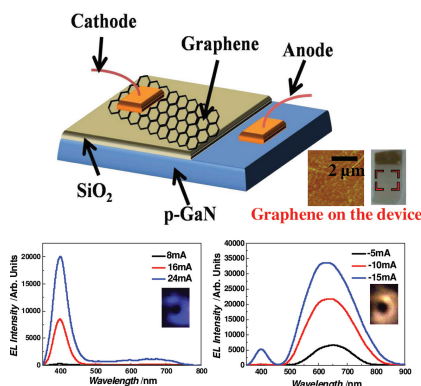 Cathode
Graphene
Anode
SiO2
p-GaN
2 μm
Graphene on the device
EL Intensity /Arb. Units
20000
15000
10000
5000
0
8mA
16mA
24mA
400 500 600 700 800
Wavelength /nm
EL Intensity /Arb. Units
40000
35000
30000
25000
20000
15000
10000
5000
0
-5mA
-10mA
-15mA
400 500 600 700 800 900
Wavelength /nm